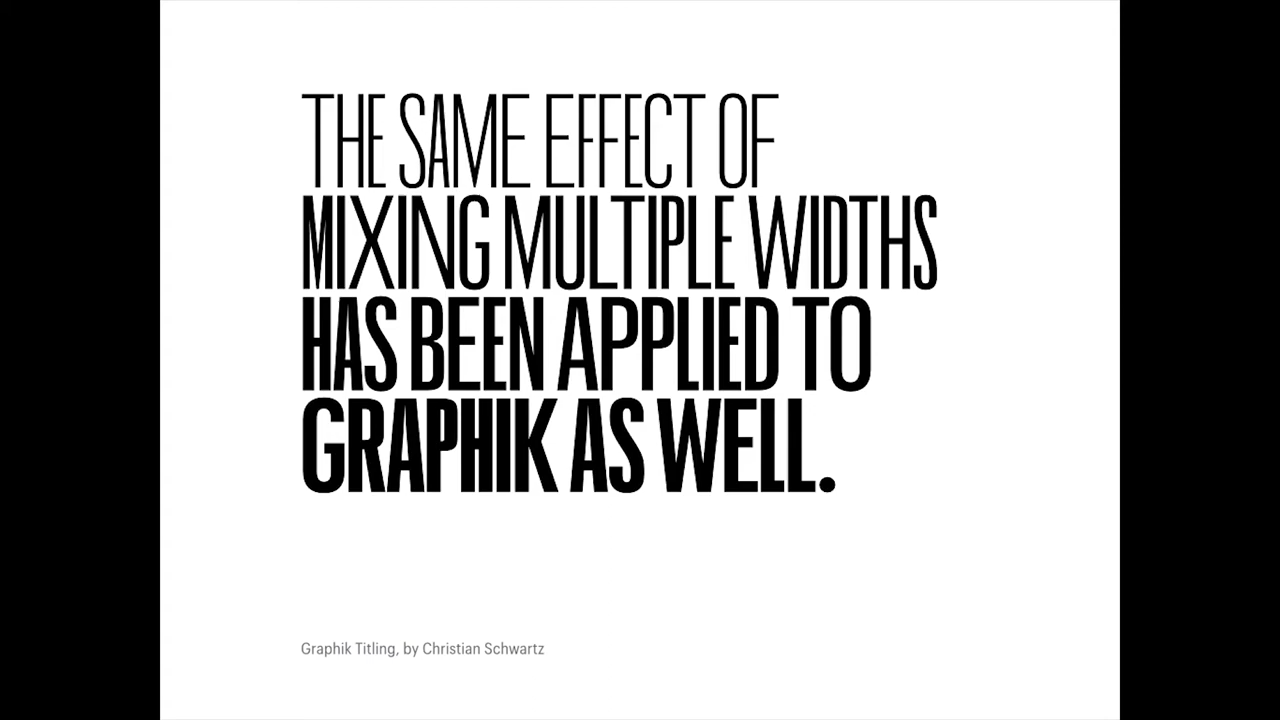 THE SAME EFFECT OF
MIXING MULTIPLE WIDTHS
HAS BEEN APPLIED TO
GRAPHIK AS WELL.
Graphik Titling, by Christian Schwartz